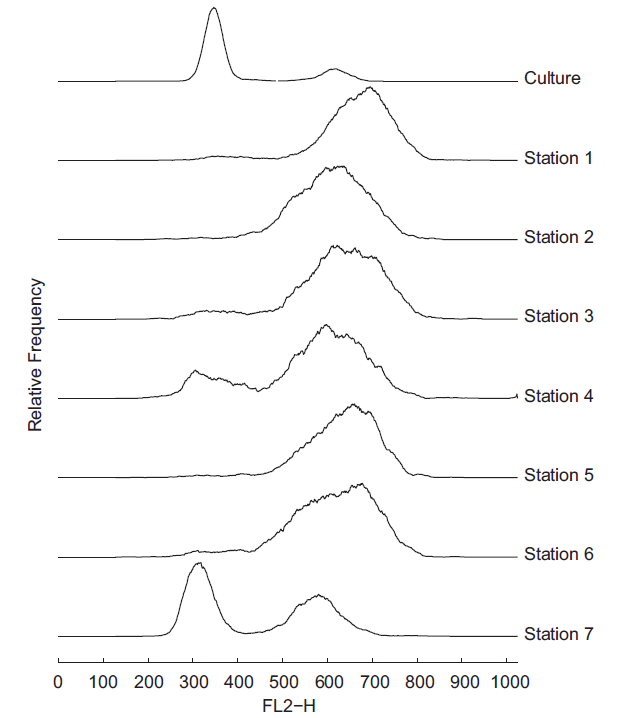 Culture
Station 1
Station 2
Station 3
Station 4
Station 5
Station 6
Station 7
Relative Frequency
0 100 200 300 400 500 600 700 800 900 1000
FL2−H